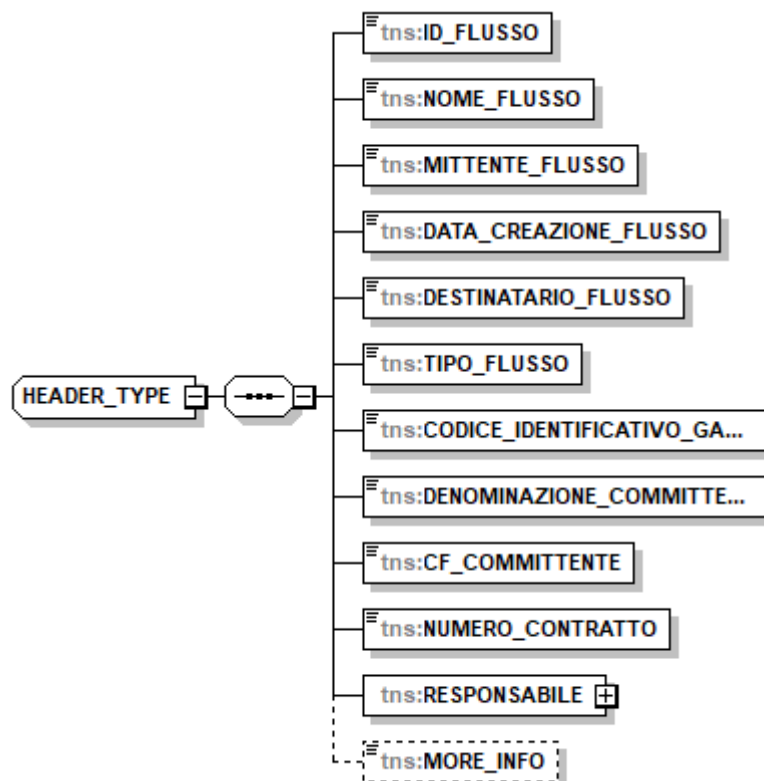 tns:ID_FLUSSO
tns:NOME_FLUSSO
tns:MITTENTE_FLUSSO
tns:DATA_CREAZIONE_FLUSSO
tns:DESTINATARIO_FLUSSO
tns:TIPO_FLUSSO
HEADER_TYPE
tns:CODICE_IDENTIFICATIVO_GA...
tns:DENOMINAZIONE_COMMITTE...
tns:CF_COMMITTENTE
tns:NUMERO_CONTRATTO
tns:RESPONSABILE
tns:MORE_INFO